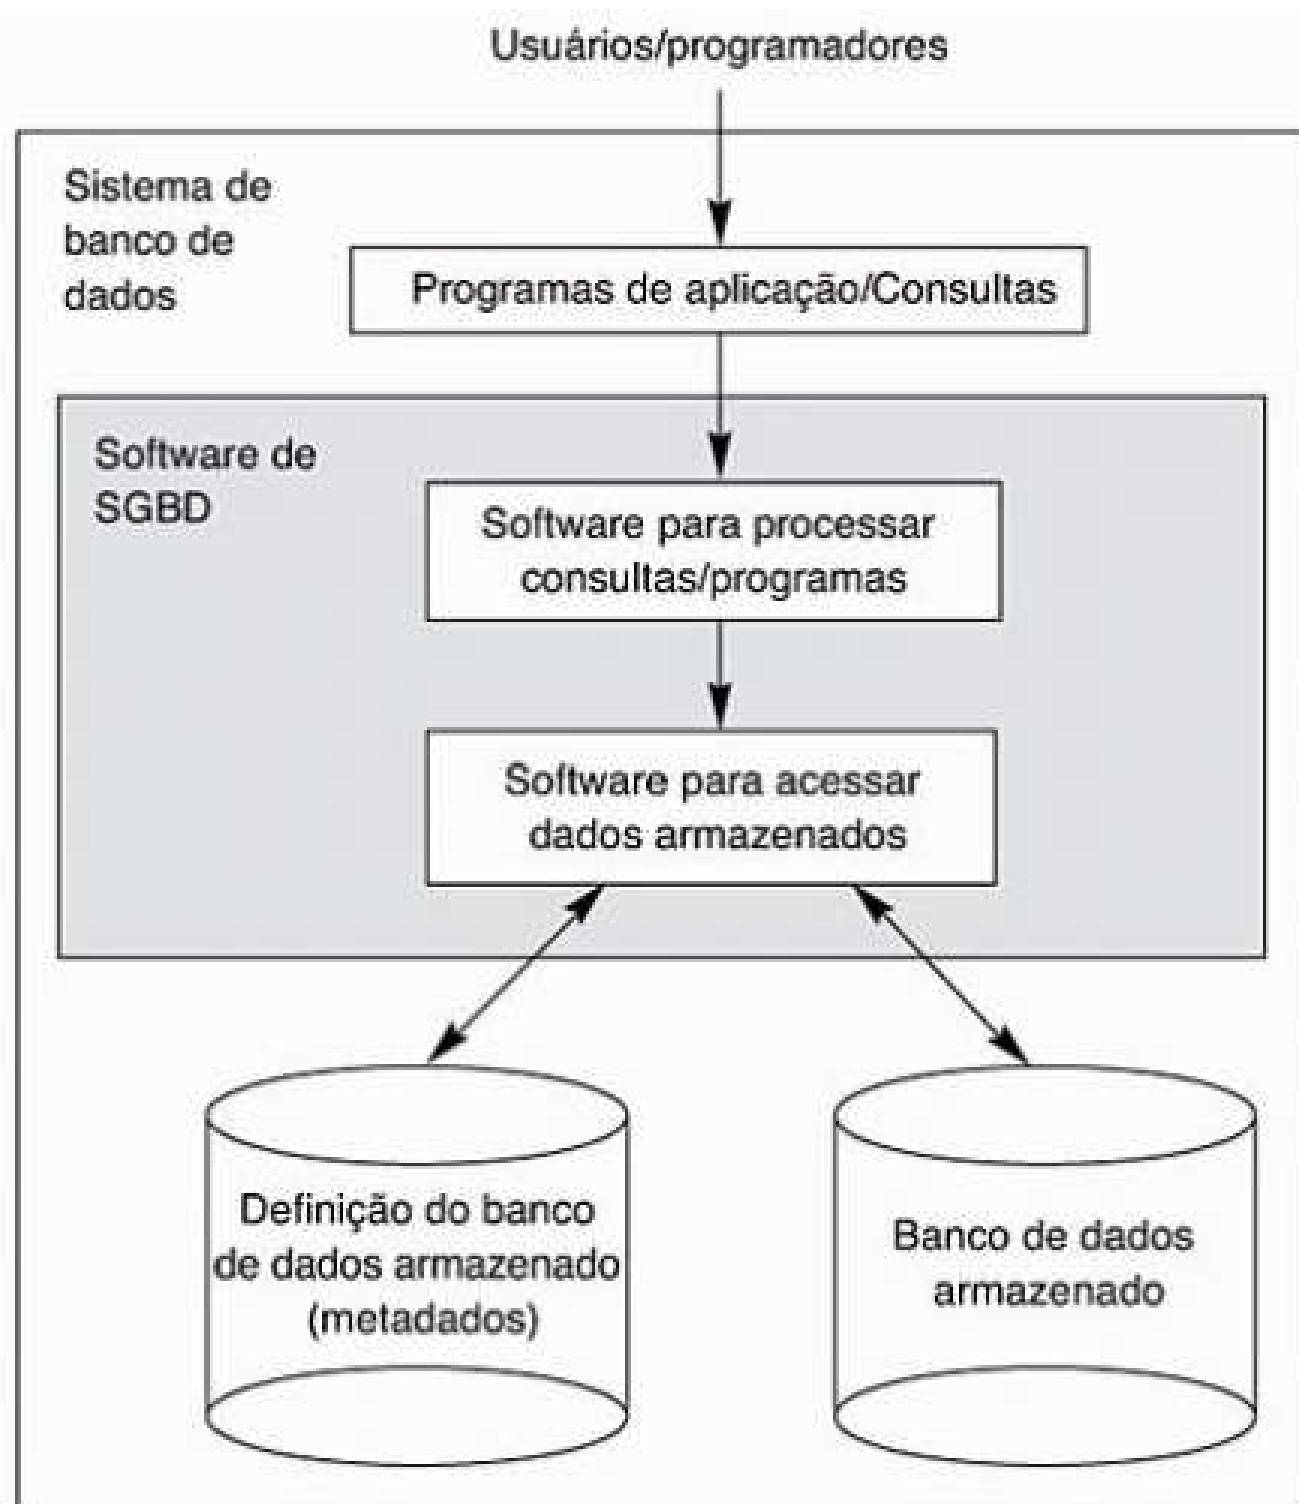 Usuários/programadores
Sistema de
banco de
dados
Programas de aplicação/Consultas
Software de
SGBD
Software para processar
consultas/programas
Software para acessar
dados armazenados
Definição do banco
de dados armazenado
(metadados)
Banco de dados
armazenado